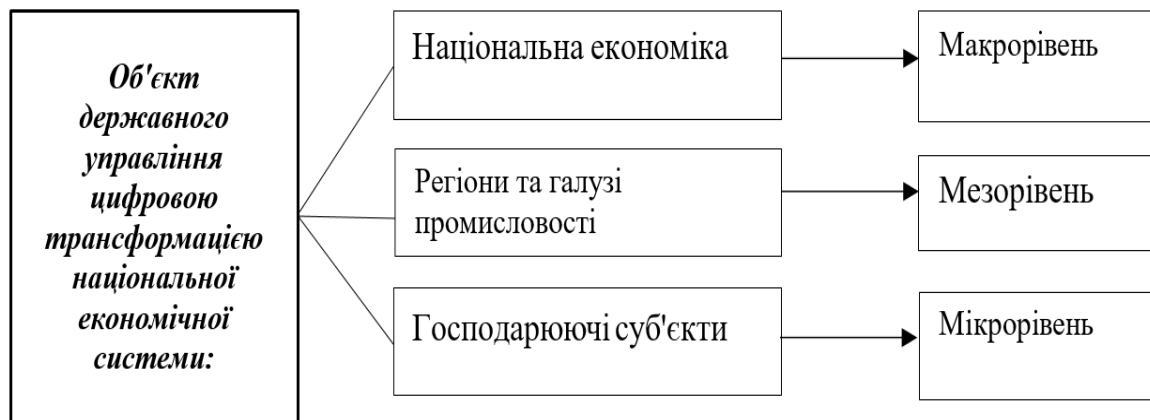 Об'єкт
державного
управління
цифровою
трансформацією
національної
економічної
системи:
Національна економіка
Макрорівень
Регіони та галузі
промисловості
Мезорівень
Господарюючі суб'єкти
Мікрорівень